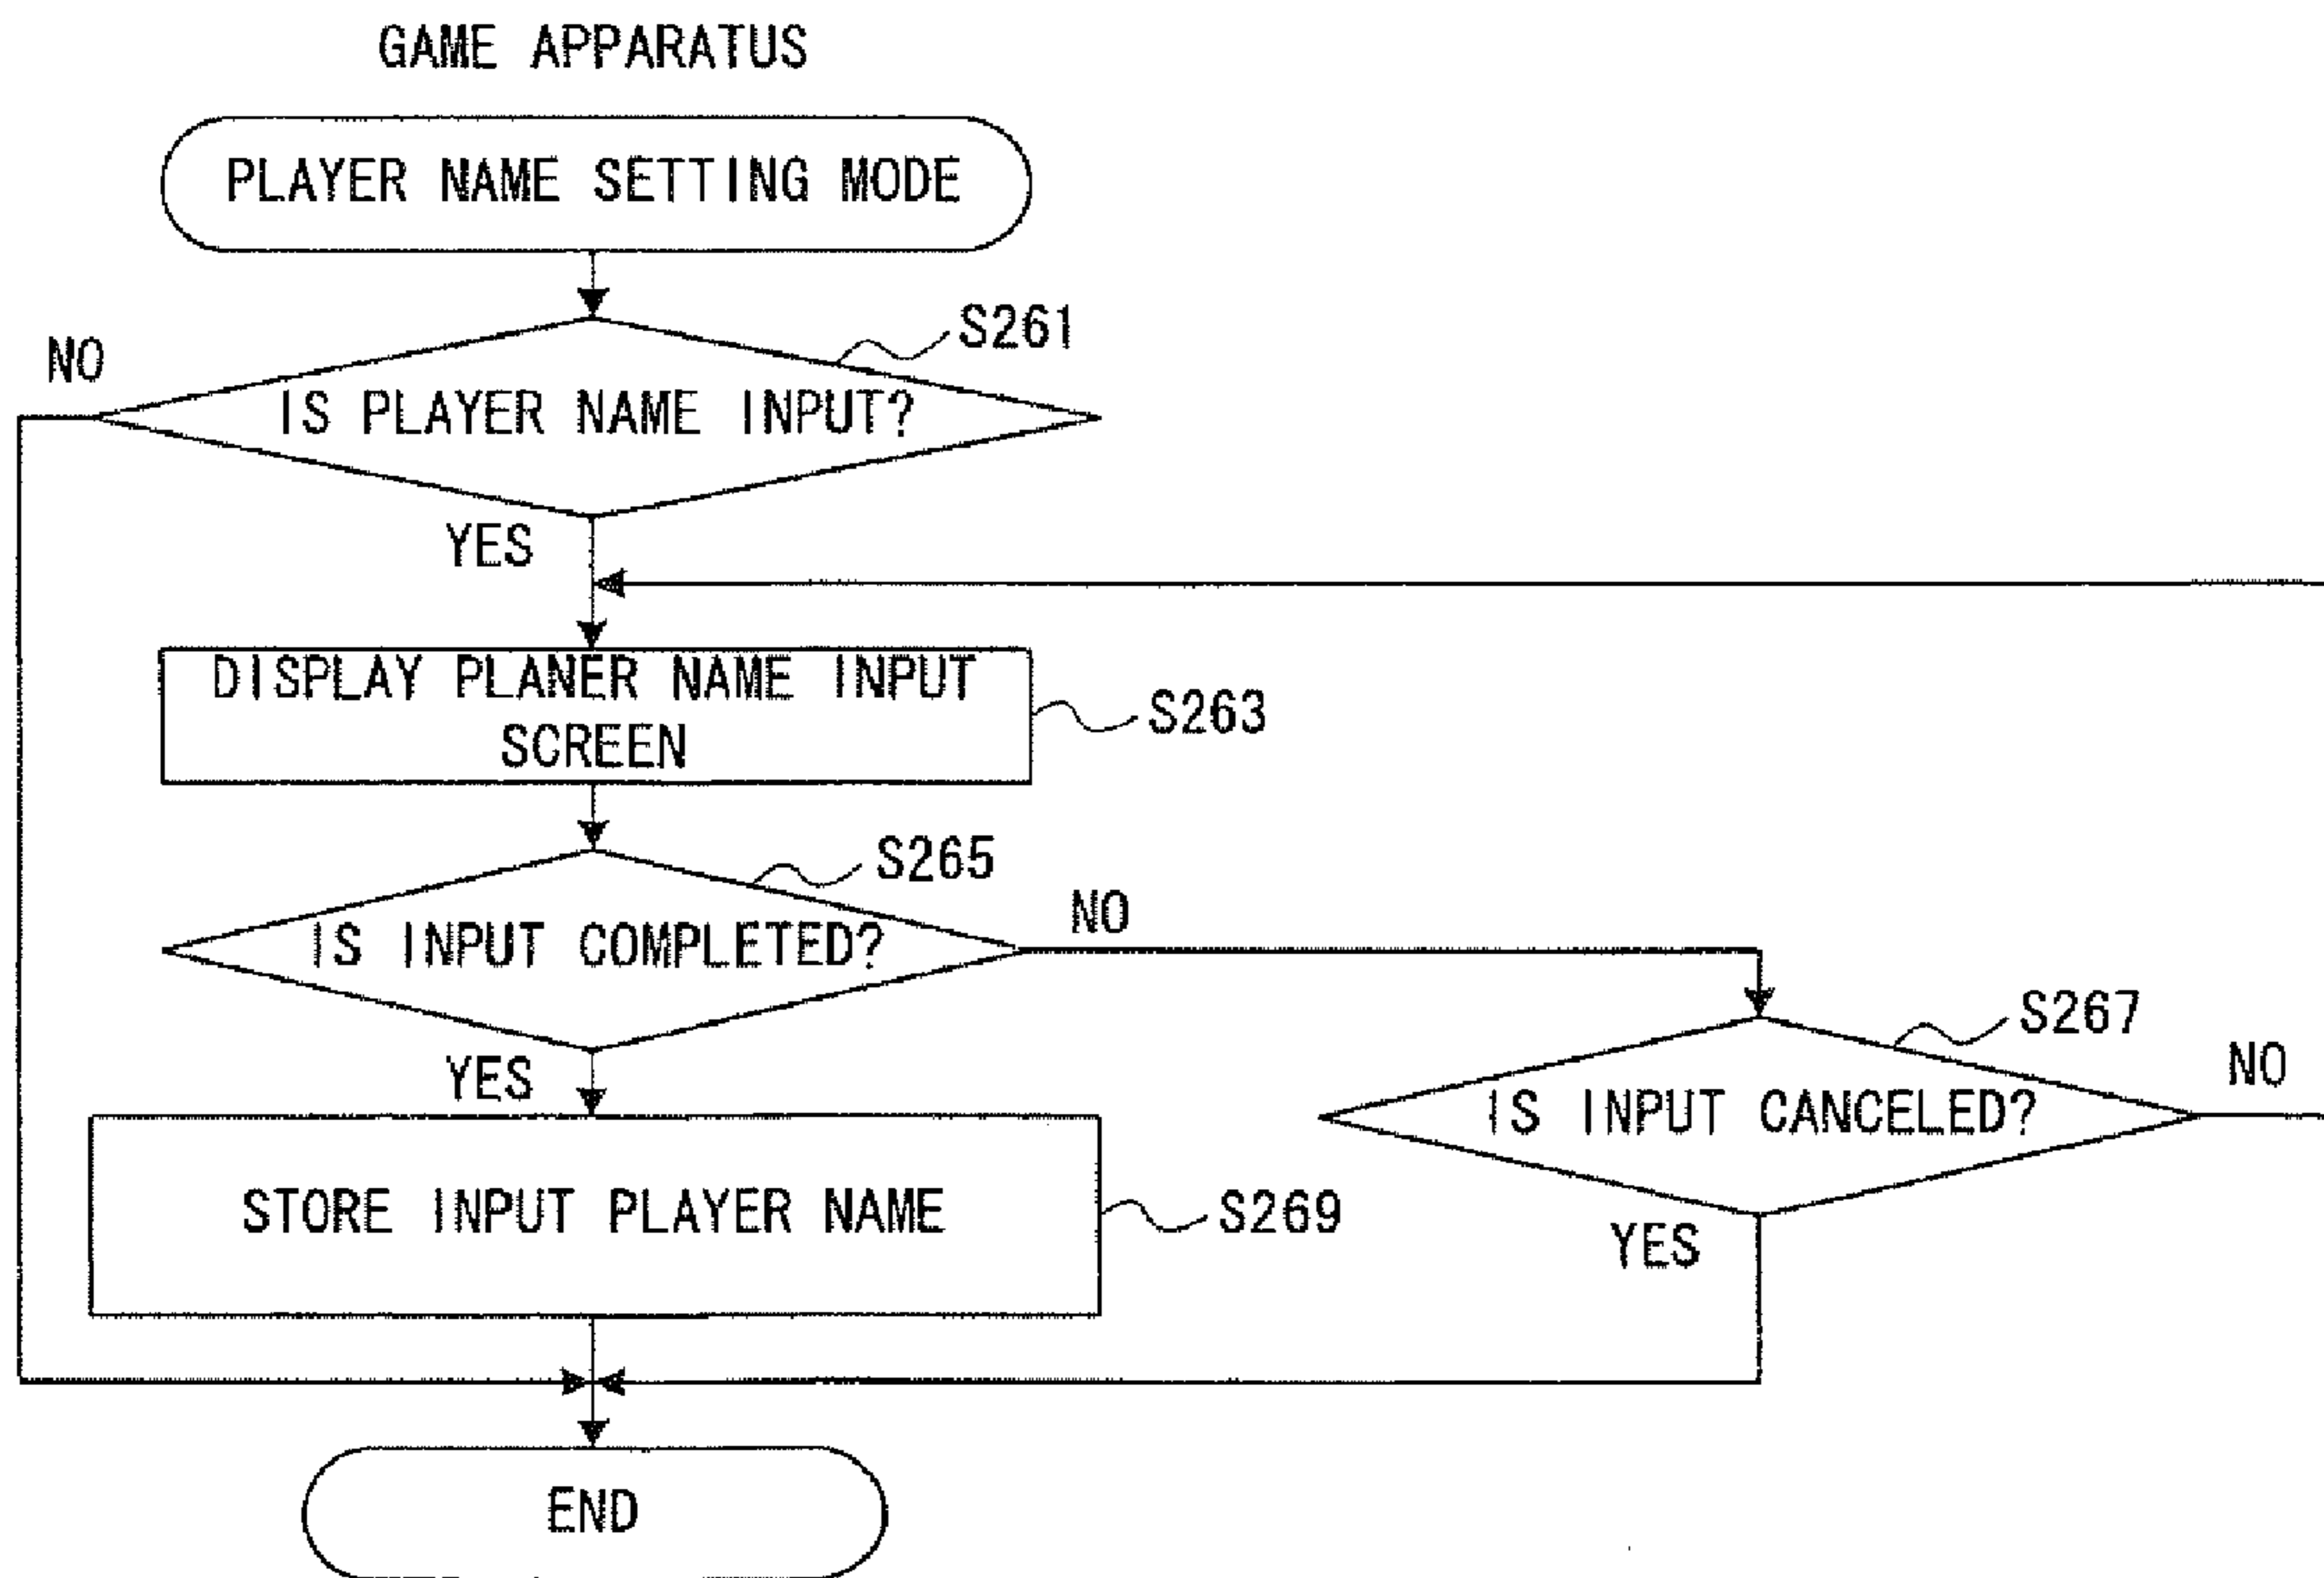 GAME APPARATUS
PLAYER NAME SETTING MODE
S261
NO
IS PLAYER NAME INPUT?
YES
DISPLAY PLANER NAME INPUT
SCREEN
S263
S265
NO
IS INPUT COMPLETED?
S267
YES
NO
IS INPUT CANCELED?
STORE INPUT PLAYER NAME
S269
YES
END